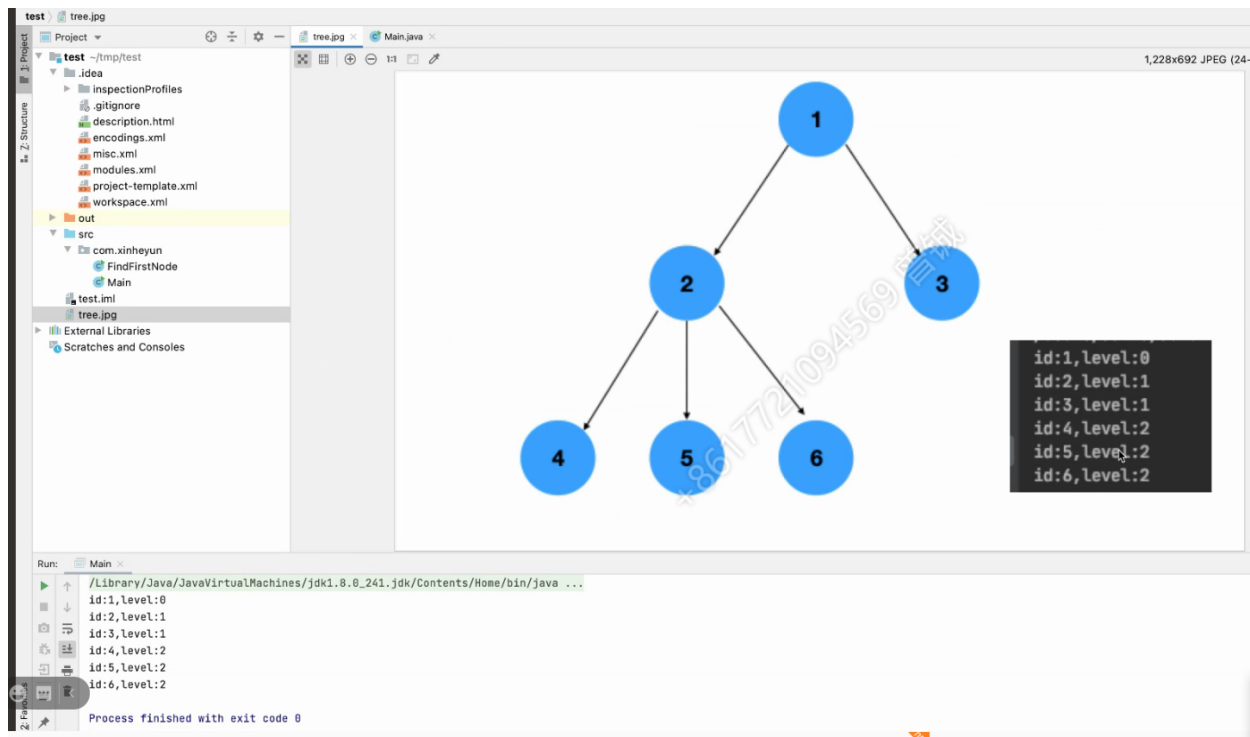 test
tree.jpg
Project
tree.jpg
Main.java
1:1
1,228x692 JPEG (24-
1: Project
test ~/tmp/test
.idea
inspectionProfiles
.gitignore
description.html
encodings.xml
misc.xml
modules.xml
project-template.xml
workspace.xml
out
src
com.xinheyun
FindFirstNode
Main
test.iml
tree.jpg
External Libraries
Scratches and Consoles
Z: Structure
1
2
3
4
5
6
+8617721094569 曾铖
id:1,level:0
id:2,level:1
id:3,level:1
id:4,level:2
id:5,level:2
id:6,level:2
Run:
Main
/Library/Java/JavaVirtualMachines/jdk1.8.0_241.jdk/Contents/Home/bin/java ...
id:1,level:0
id:2,level:1
id:3,level:1
id:4,level:2
id:5,level:2
id:6,level:2
Process finished with exit code 0